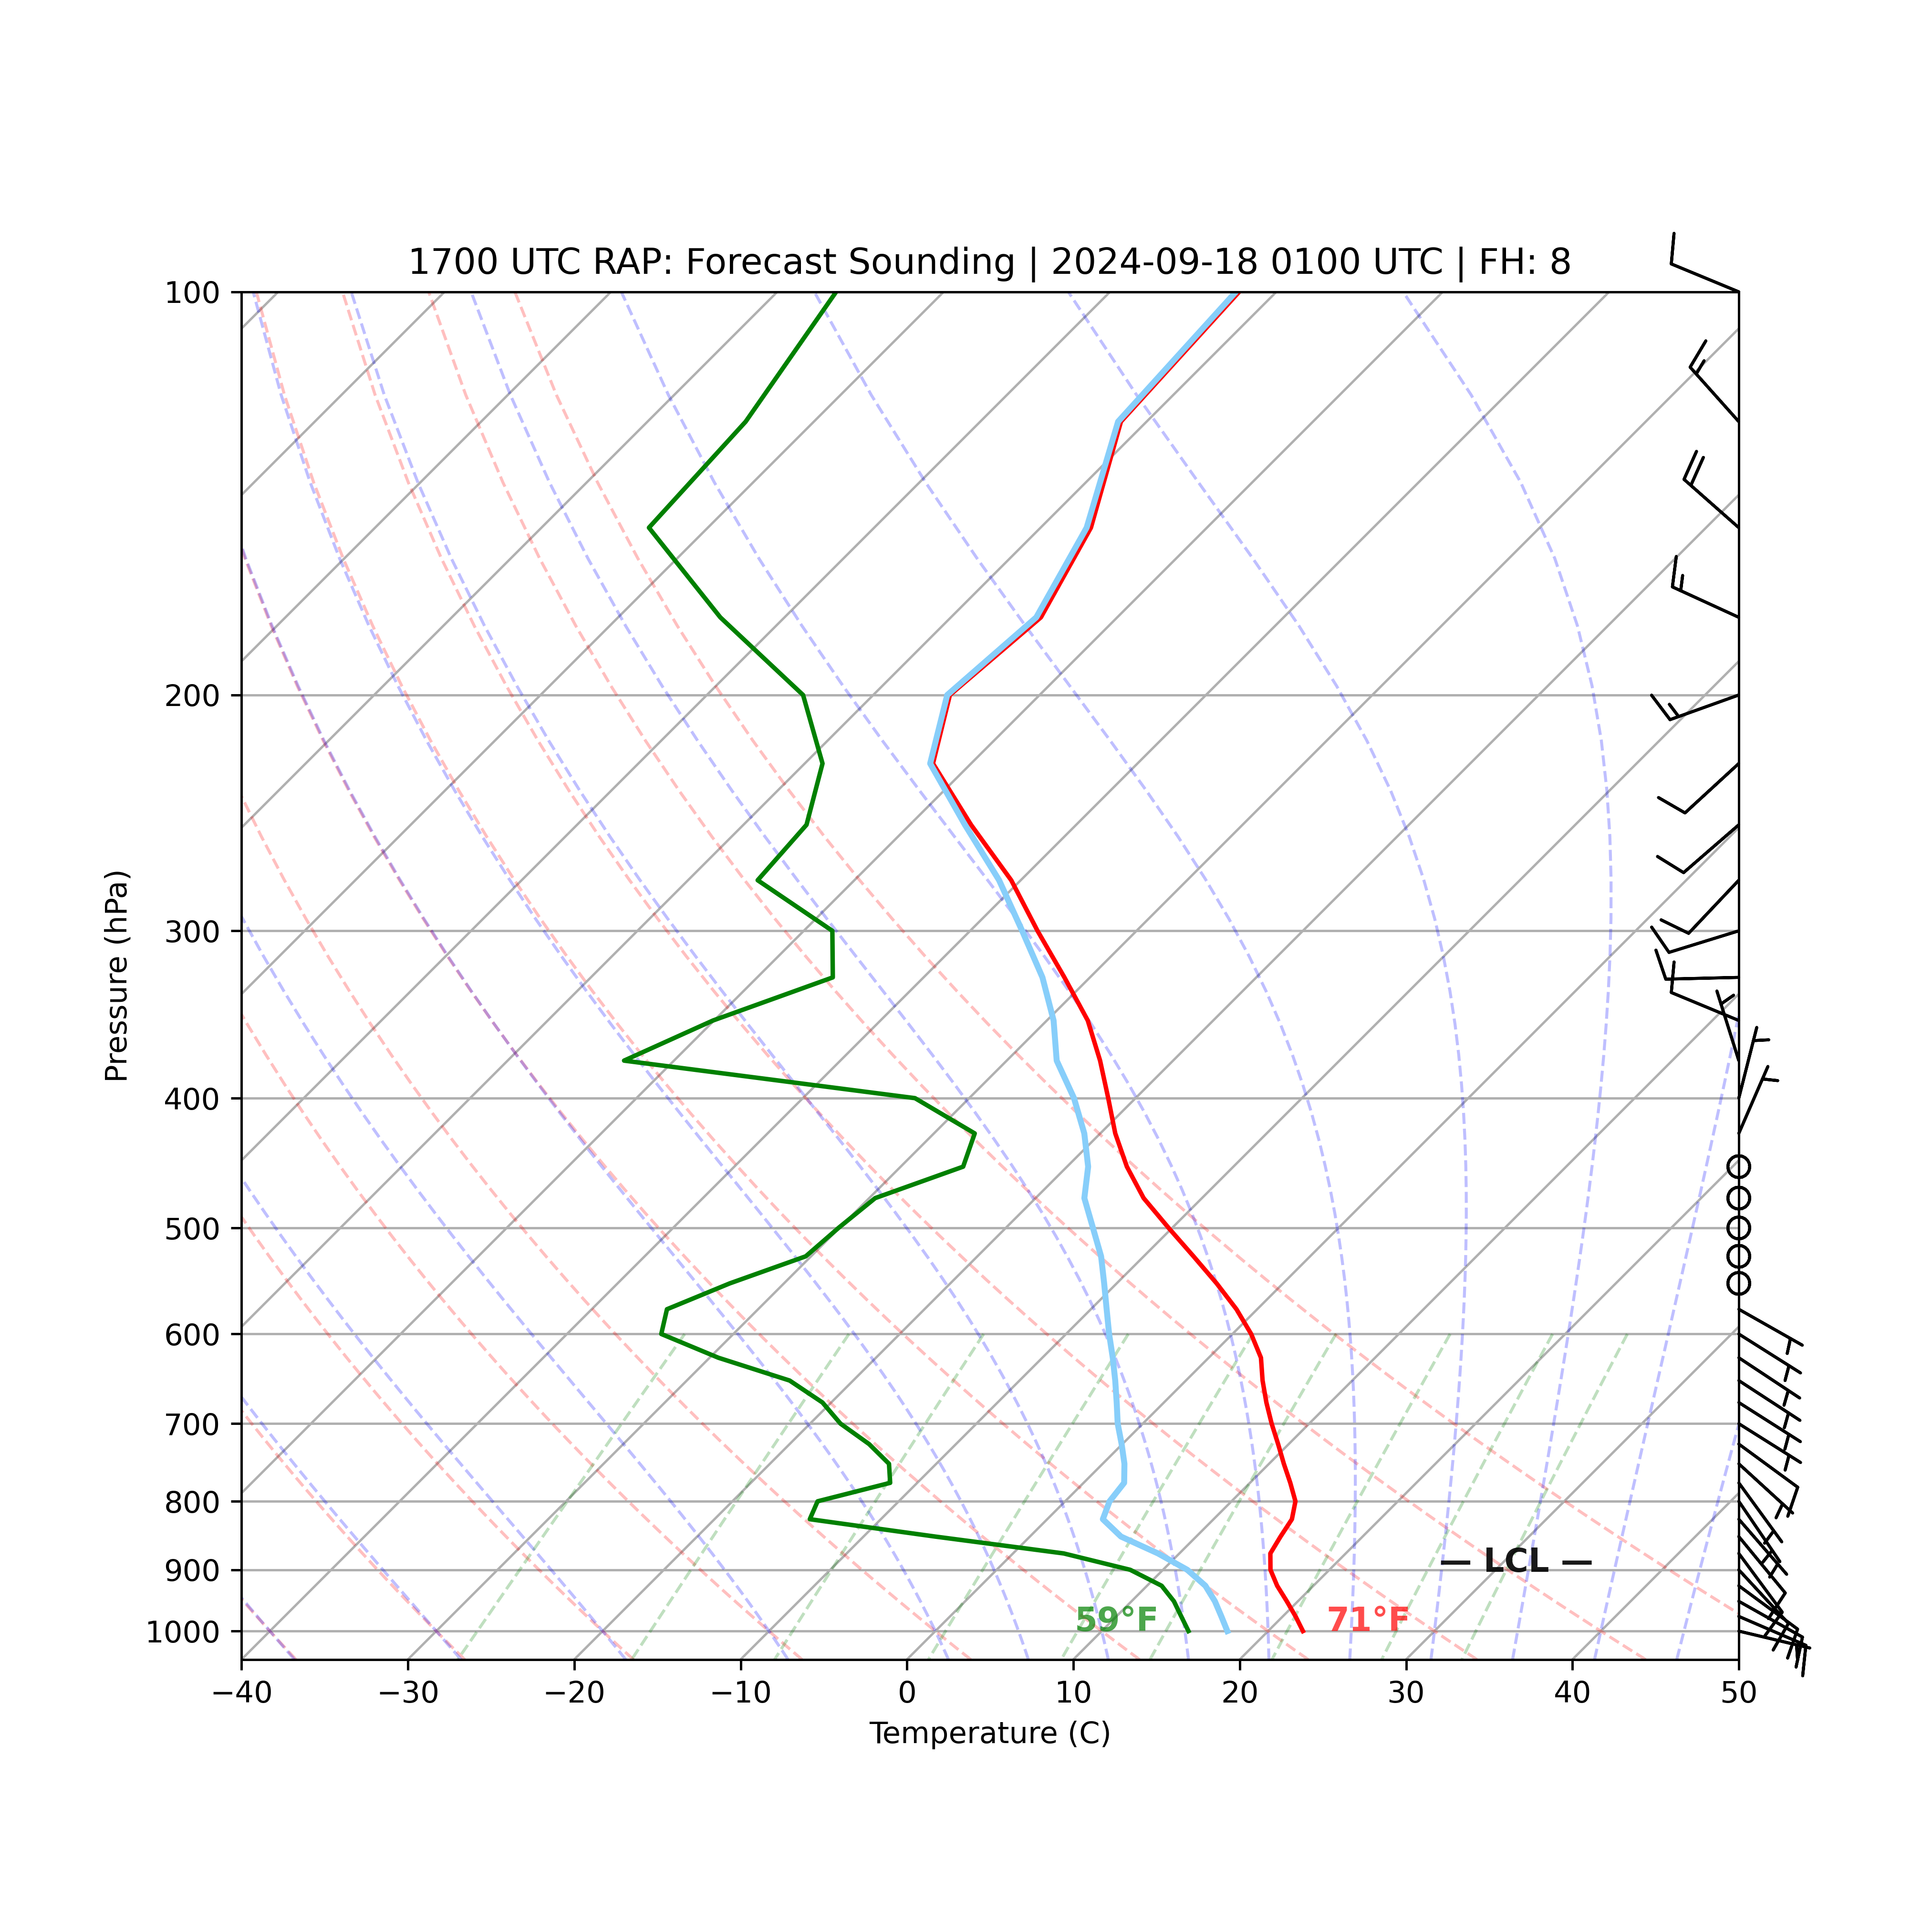 1700 UTC RAP: Forecast Sounding | 2024-09-18 0100 UTC | FH: 8
100
200
300
400
500
600
700
800
900
1000
Pressure (hPa)
— LCL —
59°F
71°F
−40 −30 −20 −10 0 10 20 30 40 50
Temperature (C)